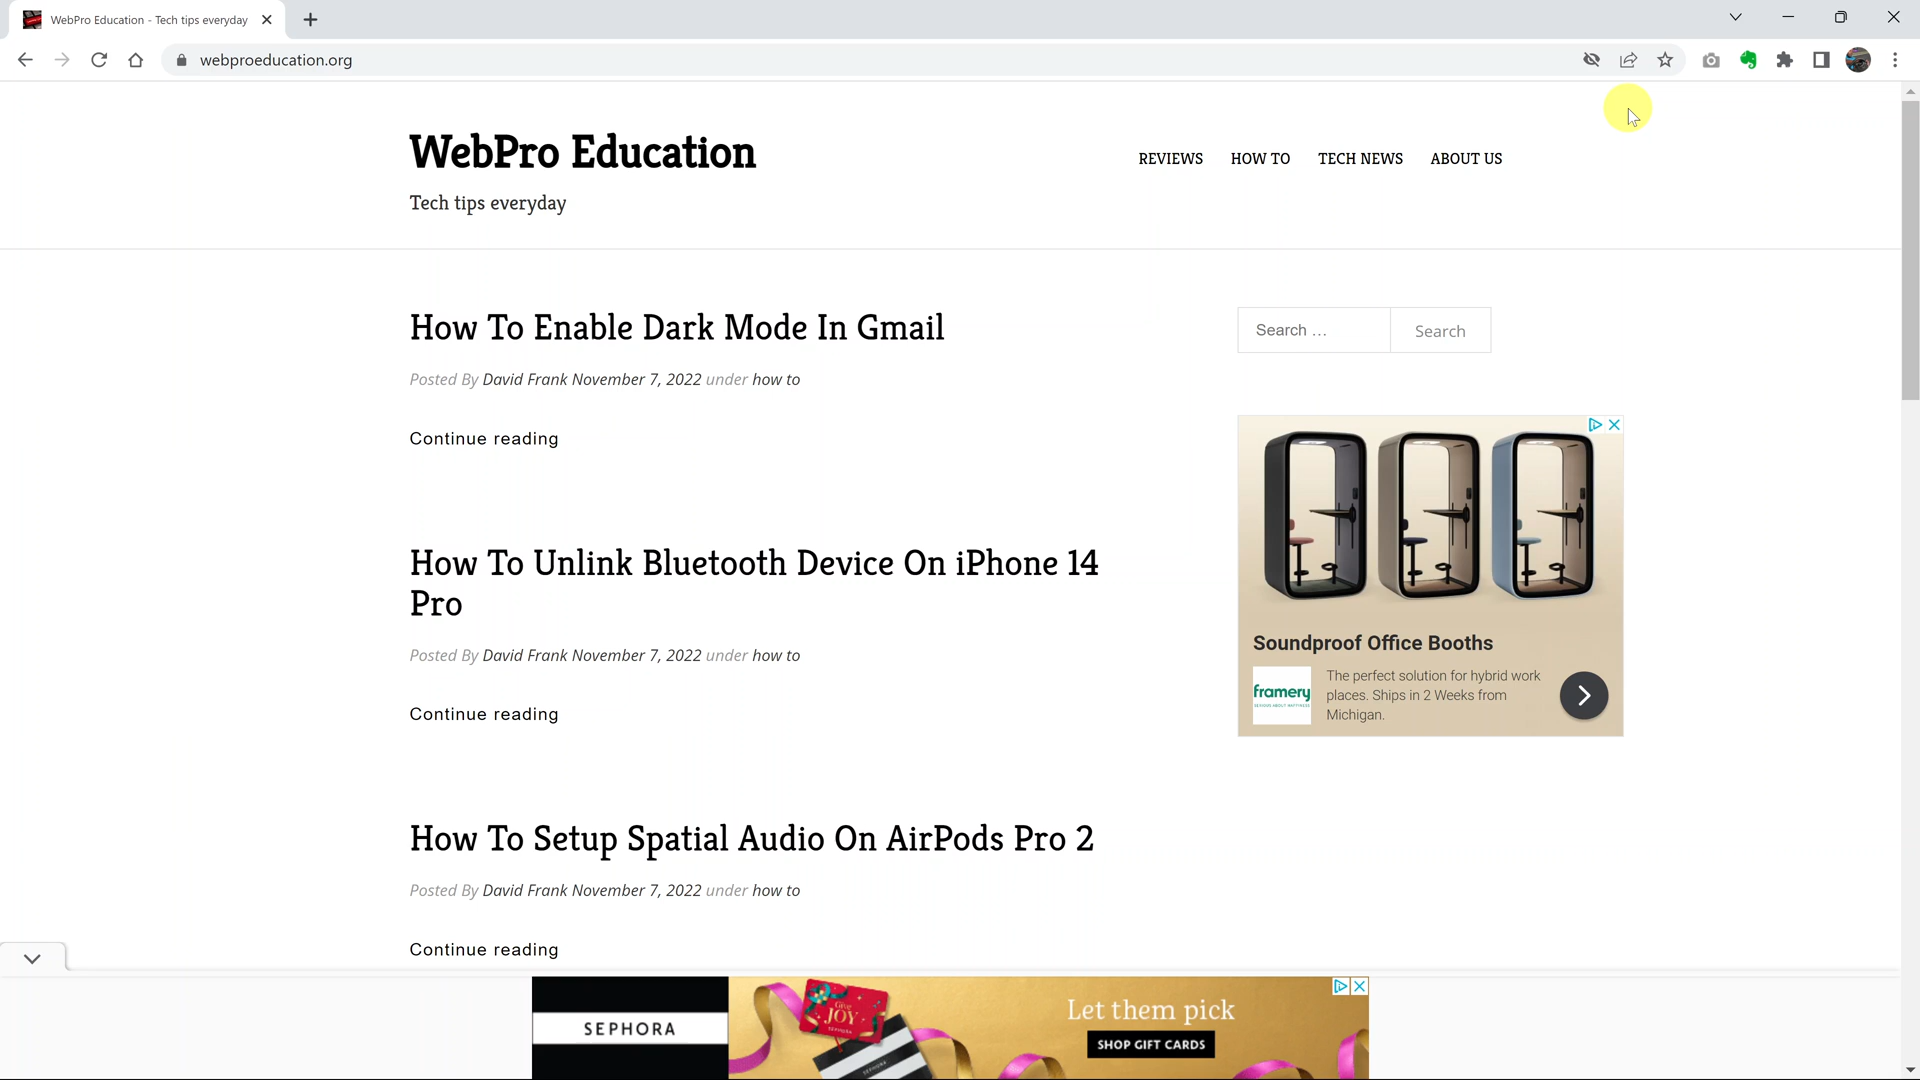 WebPro Education - Tech tips everyday
webproeducation.org
WebPro Education
Tech tips everyday
REVIEWS HOW TO TECH NEWS ABOUT US
How To Enable Dark Mode In Gmail
Posted By David Frank November 7, 2022 under how to
Continue reading
Search …
Search
How To Unlink Bluetooth Device On iPhone 14
Pro
Posted By David Frank November 7, 2022 under how to
Continue reading
Soundproof Office Booths
framery
The perfect solution for hybrid work
places. Ships in 2 Weeks from
Michigan.
How To Setup Spatial Audio On AirPods Pro 2
Posted By David Frank November 7, 2022 under how to
Continue reading
SEPHORA
JOY
Let them pick
SHOP GIFT CARDS